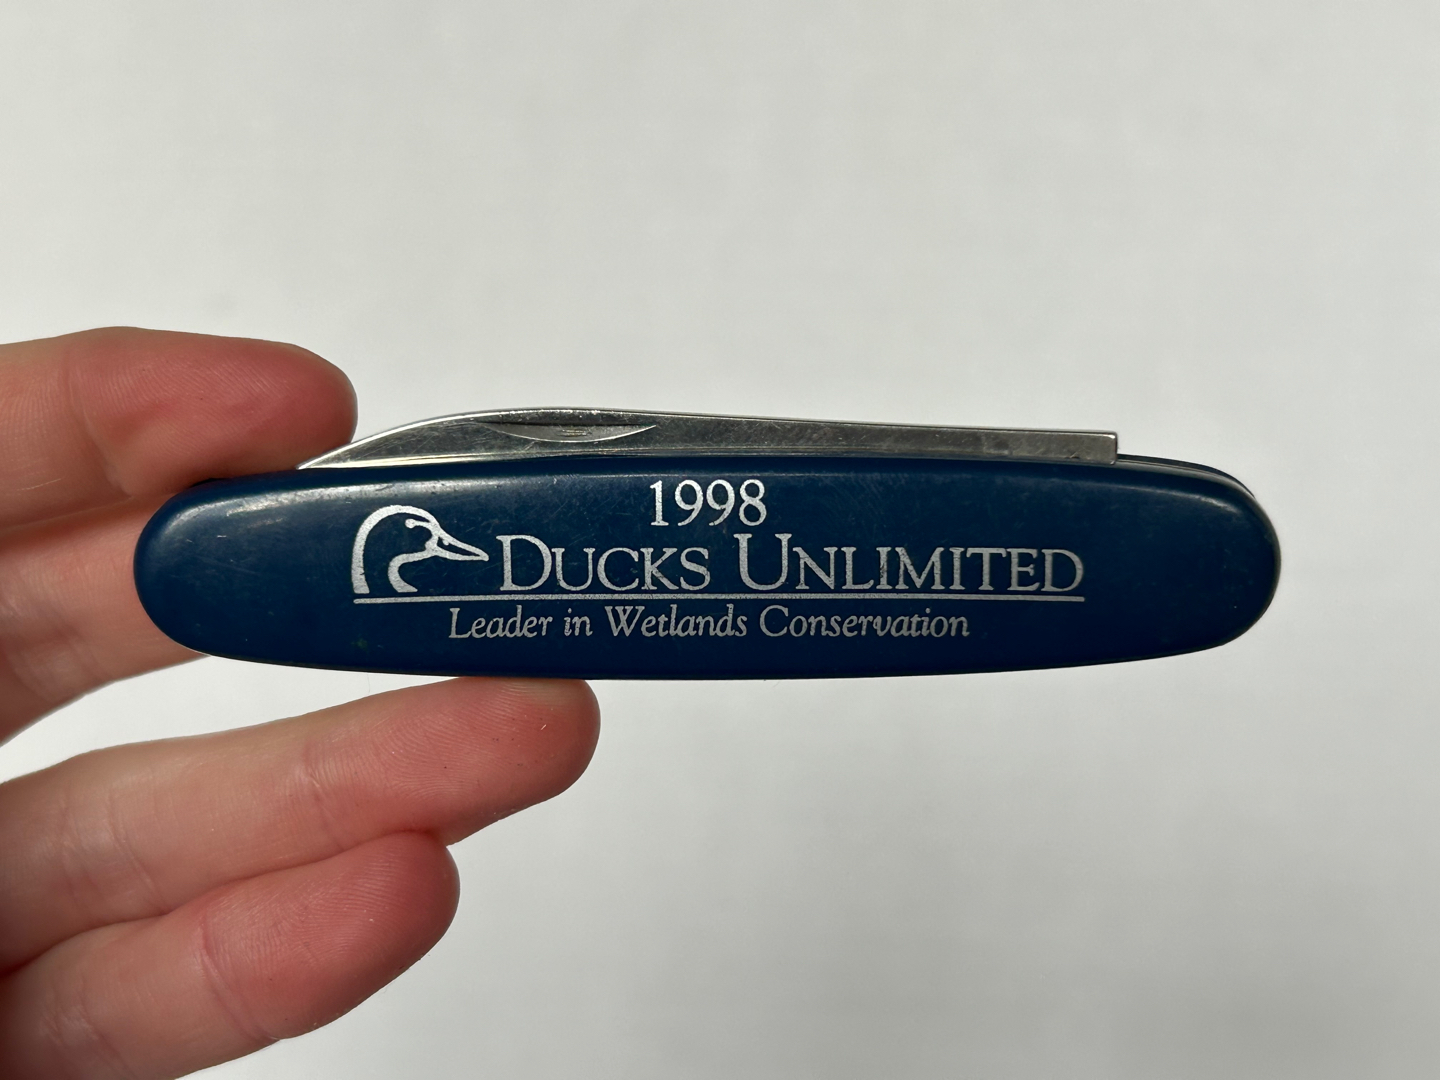 1998
DUCKS UNLIMITED
Leader in Wetlands Conservation